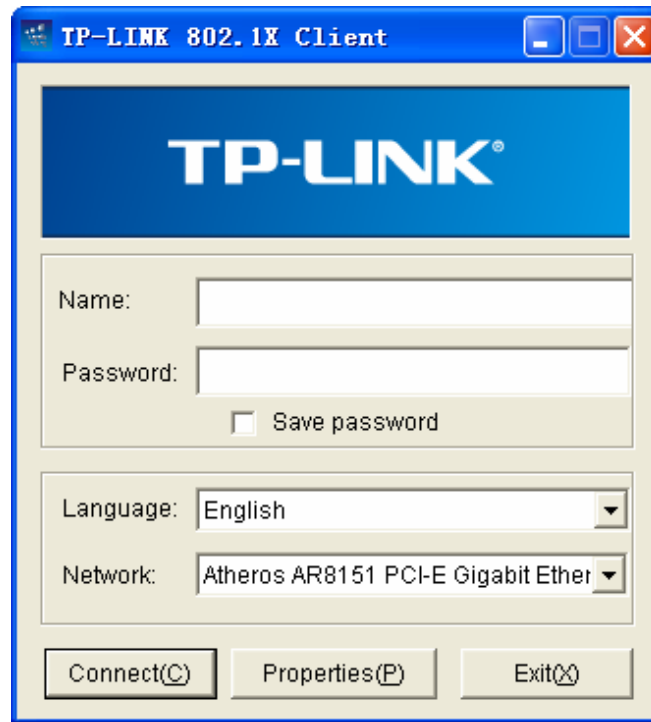 TP-LINK 802.1X Client
TP-LINK®
Name:
Password:
Save password
Language: English
Network: Atheros AR8151 PCI-E Gigabit Ether
Connect(C) Properties(P) Exit(X)